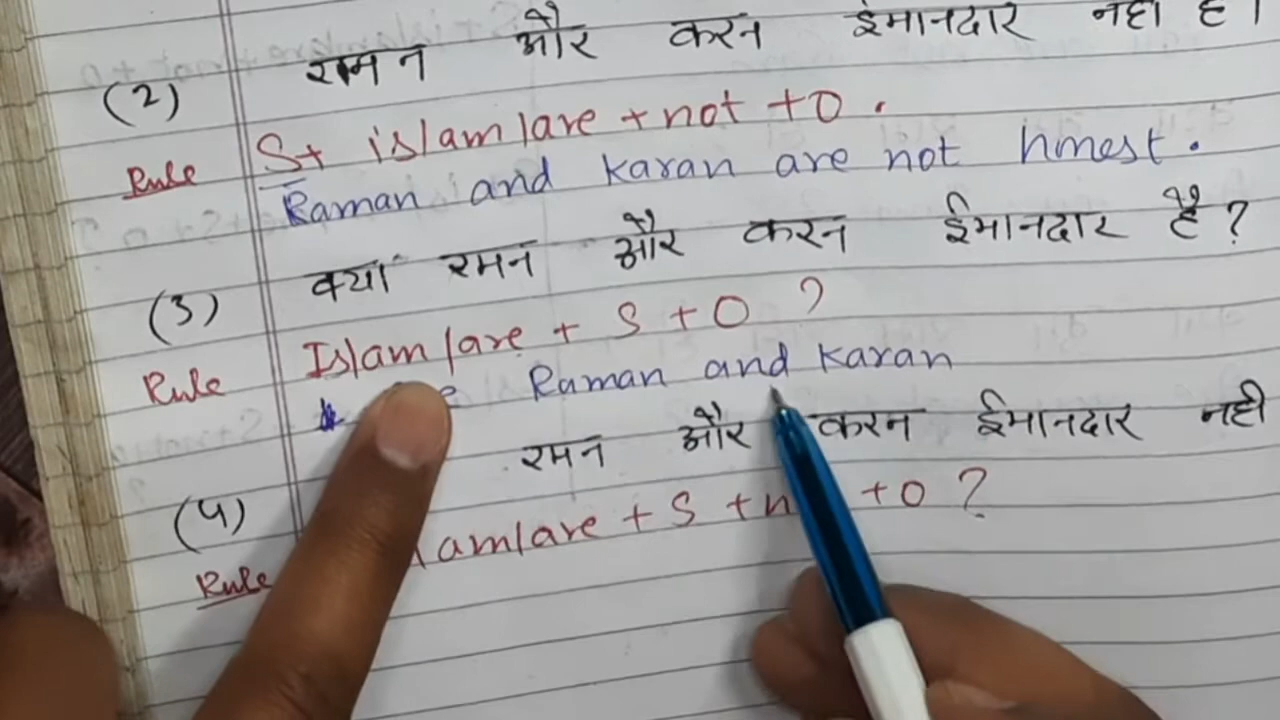 (2) रामन और करन ईमानदार नही है।
Rule S+ is/am/are + not + O .
Raman and Karan are not hmest .
(3) क्या रमन और करन ईमानदार है ?
Rule Is/am/are + S + O ?
Raman and Karan
(4) रमन और करन ईमानदार नही
Rule am/are + S + + O ?